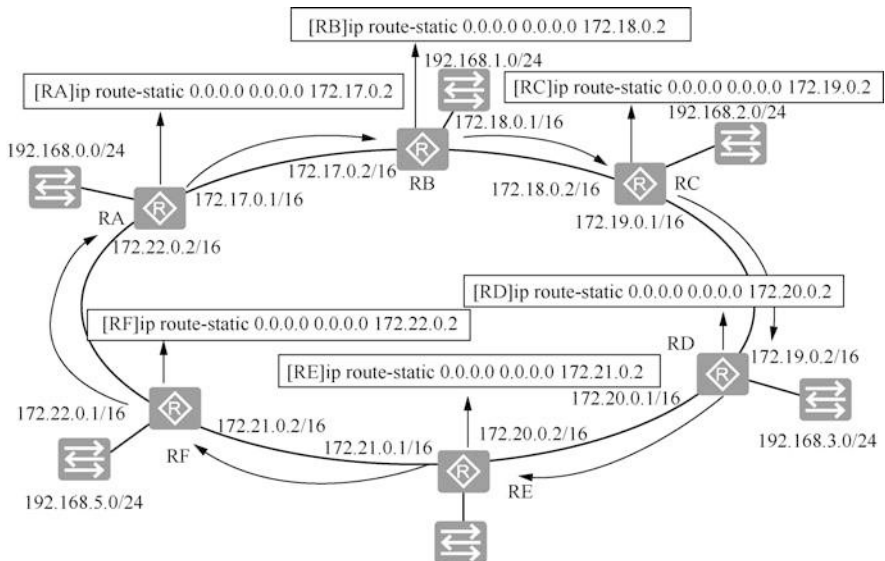 [RB]ip route-static 0.0.0.0 0.0.0.0 172.18.0.2
192.168.1.0/24
[RA]ip route-static 0.0.0.0 0.0.0.0 172.17.0.2
[RC]ip route-static 0.0.0.0 0.0.0.0 172.19.0.2
192.168.2.0/24
172.18.0.1/16
192.168.0.0/24
R
172.17.0.2/16
RB
172.18.0.2/16
R
RC
RA
R
172.17.0.1/16
172.19.0.1/16
172.22.0.2/16
[RD]ip route-static 0.0.0.0 0.0.0.0 172.20.0.2
[RF]ip route-static 0.0.0.0 0.0.0.0 172.22.0.2
RD
172.19.0.2/16
[RE]ip route-static 0.0.0.0 0.0.0.0 172.21.0.2
R
172.20.0.1/16
172.22.0.1/16
R
172.21.0.2/16
172.20.0.2/16
192.168.3.0/24
172.21.0.1/16
RF
R
RE
192.168.5.0/24